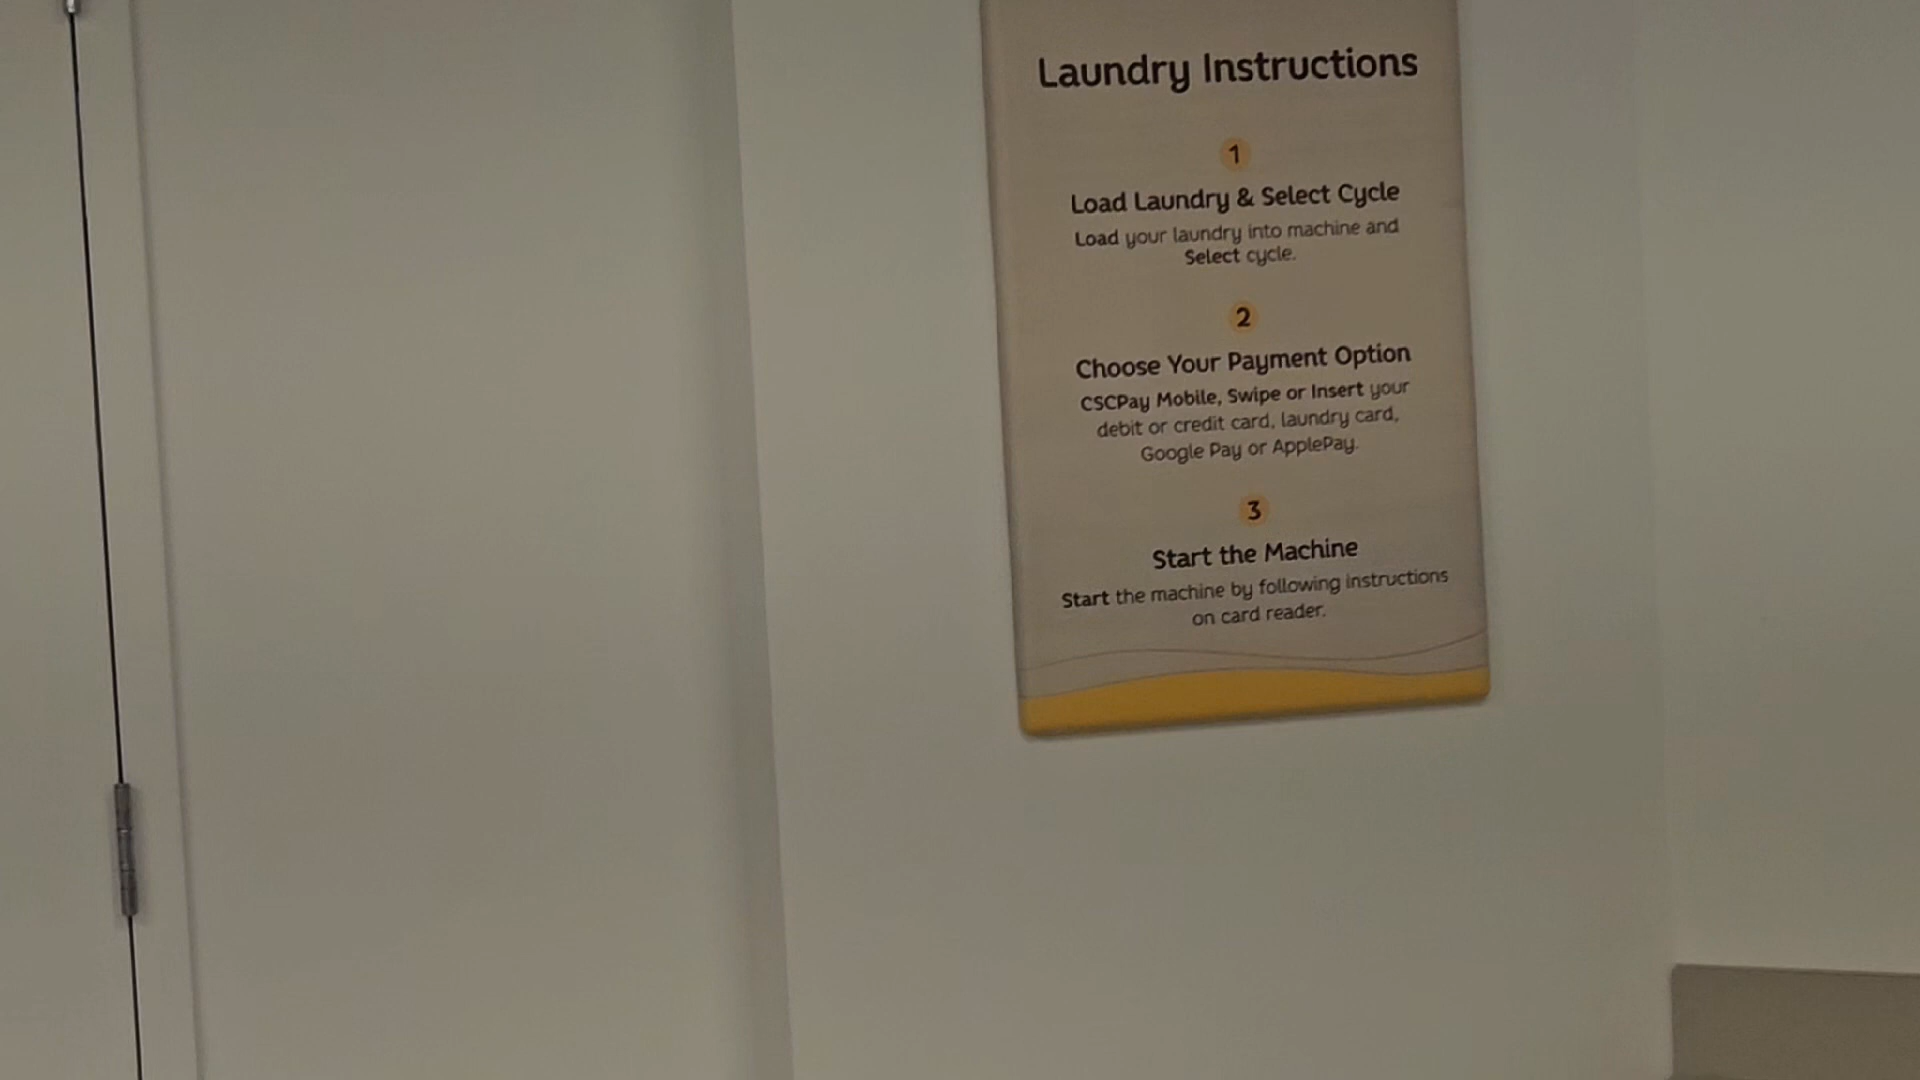 Laundry Instructions
1
Load Laundry & Select Cycle
Load your laundry into machine and
Select cycle.
2
Choose Your Payment Option
CSCPay Mobile, Swipe or Insert your
debit or credit card, laundry card,
Google Pay or ApplePay.
3
Start the Machine
Start the machine by following instructions
on card reader.